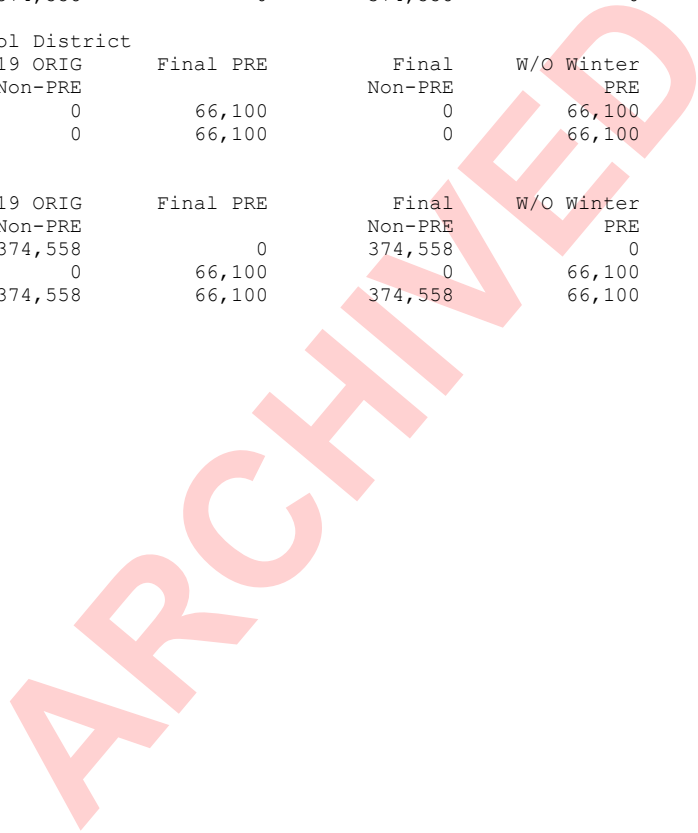 ol District
19 ORIG Final PRE Final W/O Winter
Non-PRE Non-PRE PRE
0 66,100 0 66,100
0 66,100 0 66,100
19 ORIG Final PRE Final W/O Winter
Non-PRE Non-PRE PRE
374,558 0 374,558 0
0 66,100 0 66,100
374,558 66,100 374,558 66,100
ARCHIVED